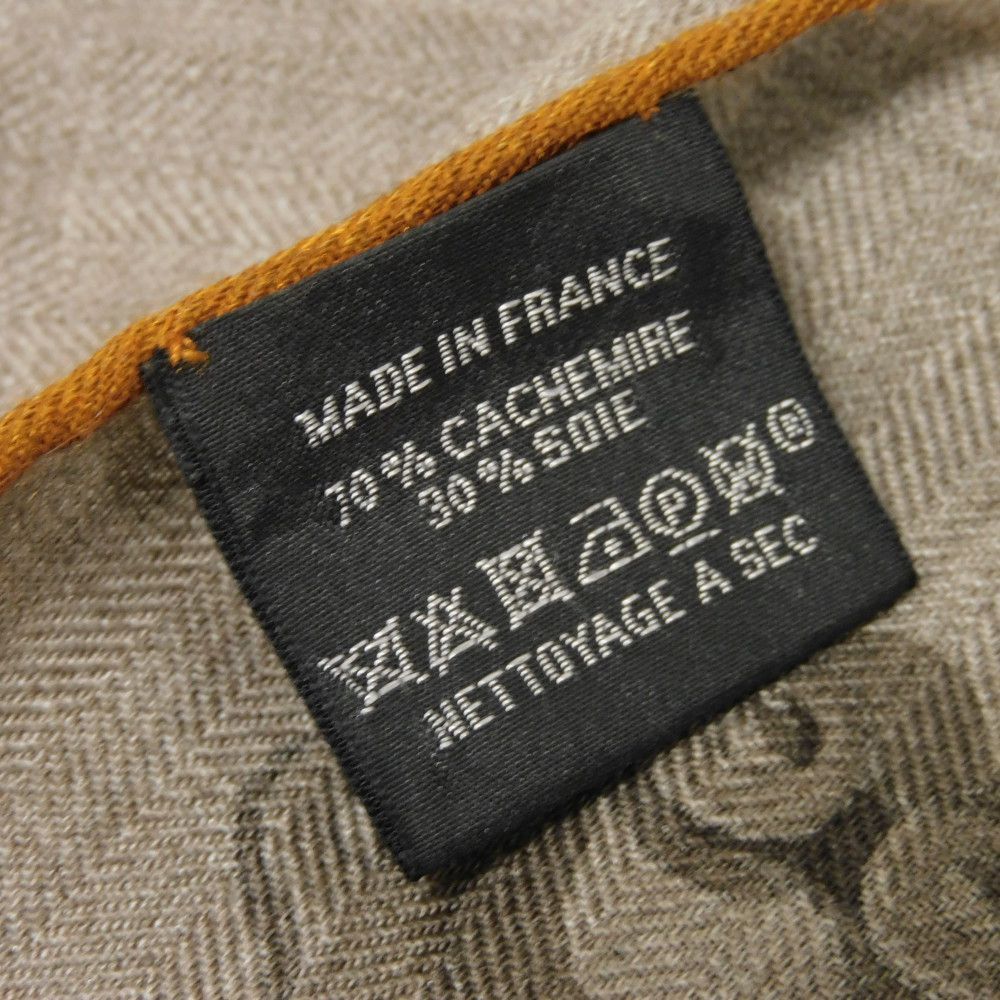 MADE IN FRANCE
70% CACHEMIRE
30% SOIE
P ®
NETTOYAGE A SEC